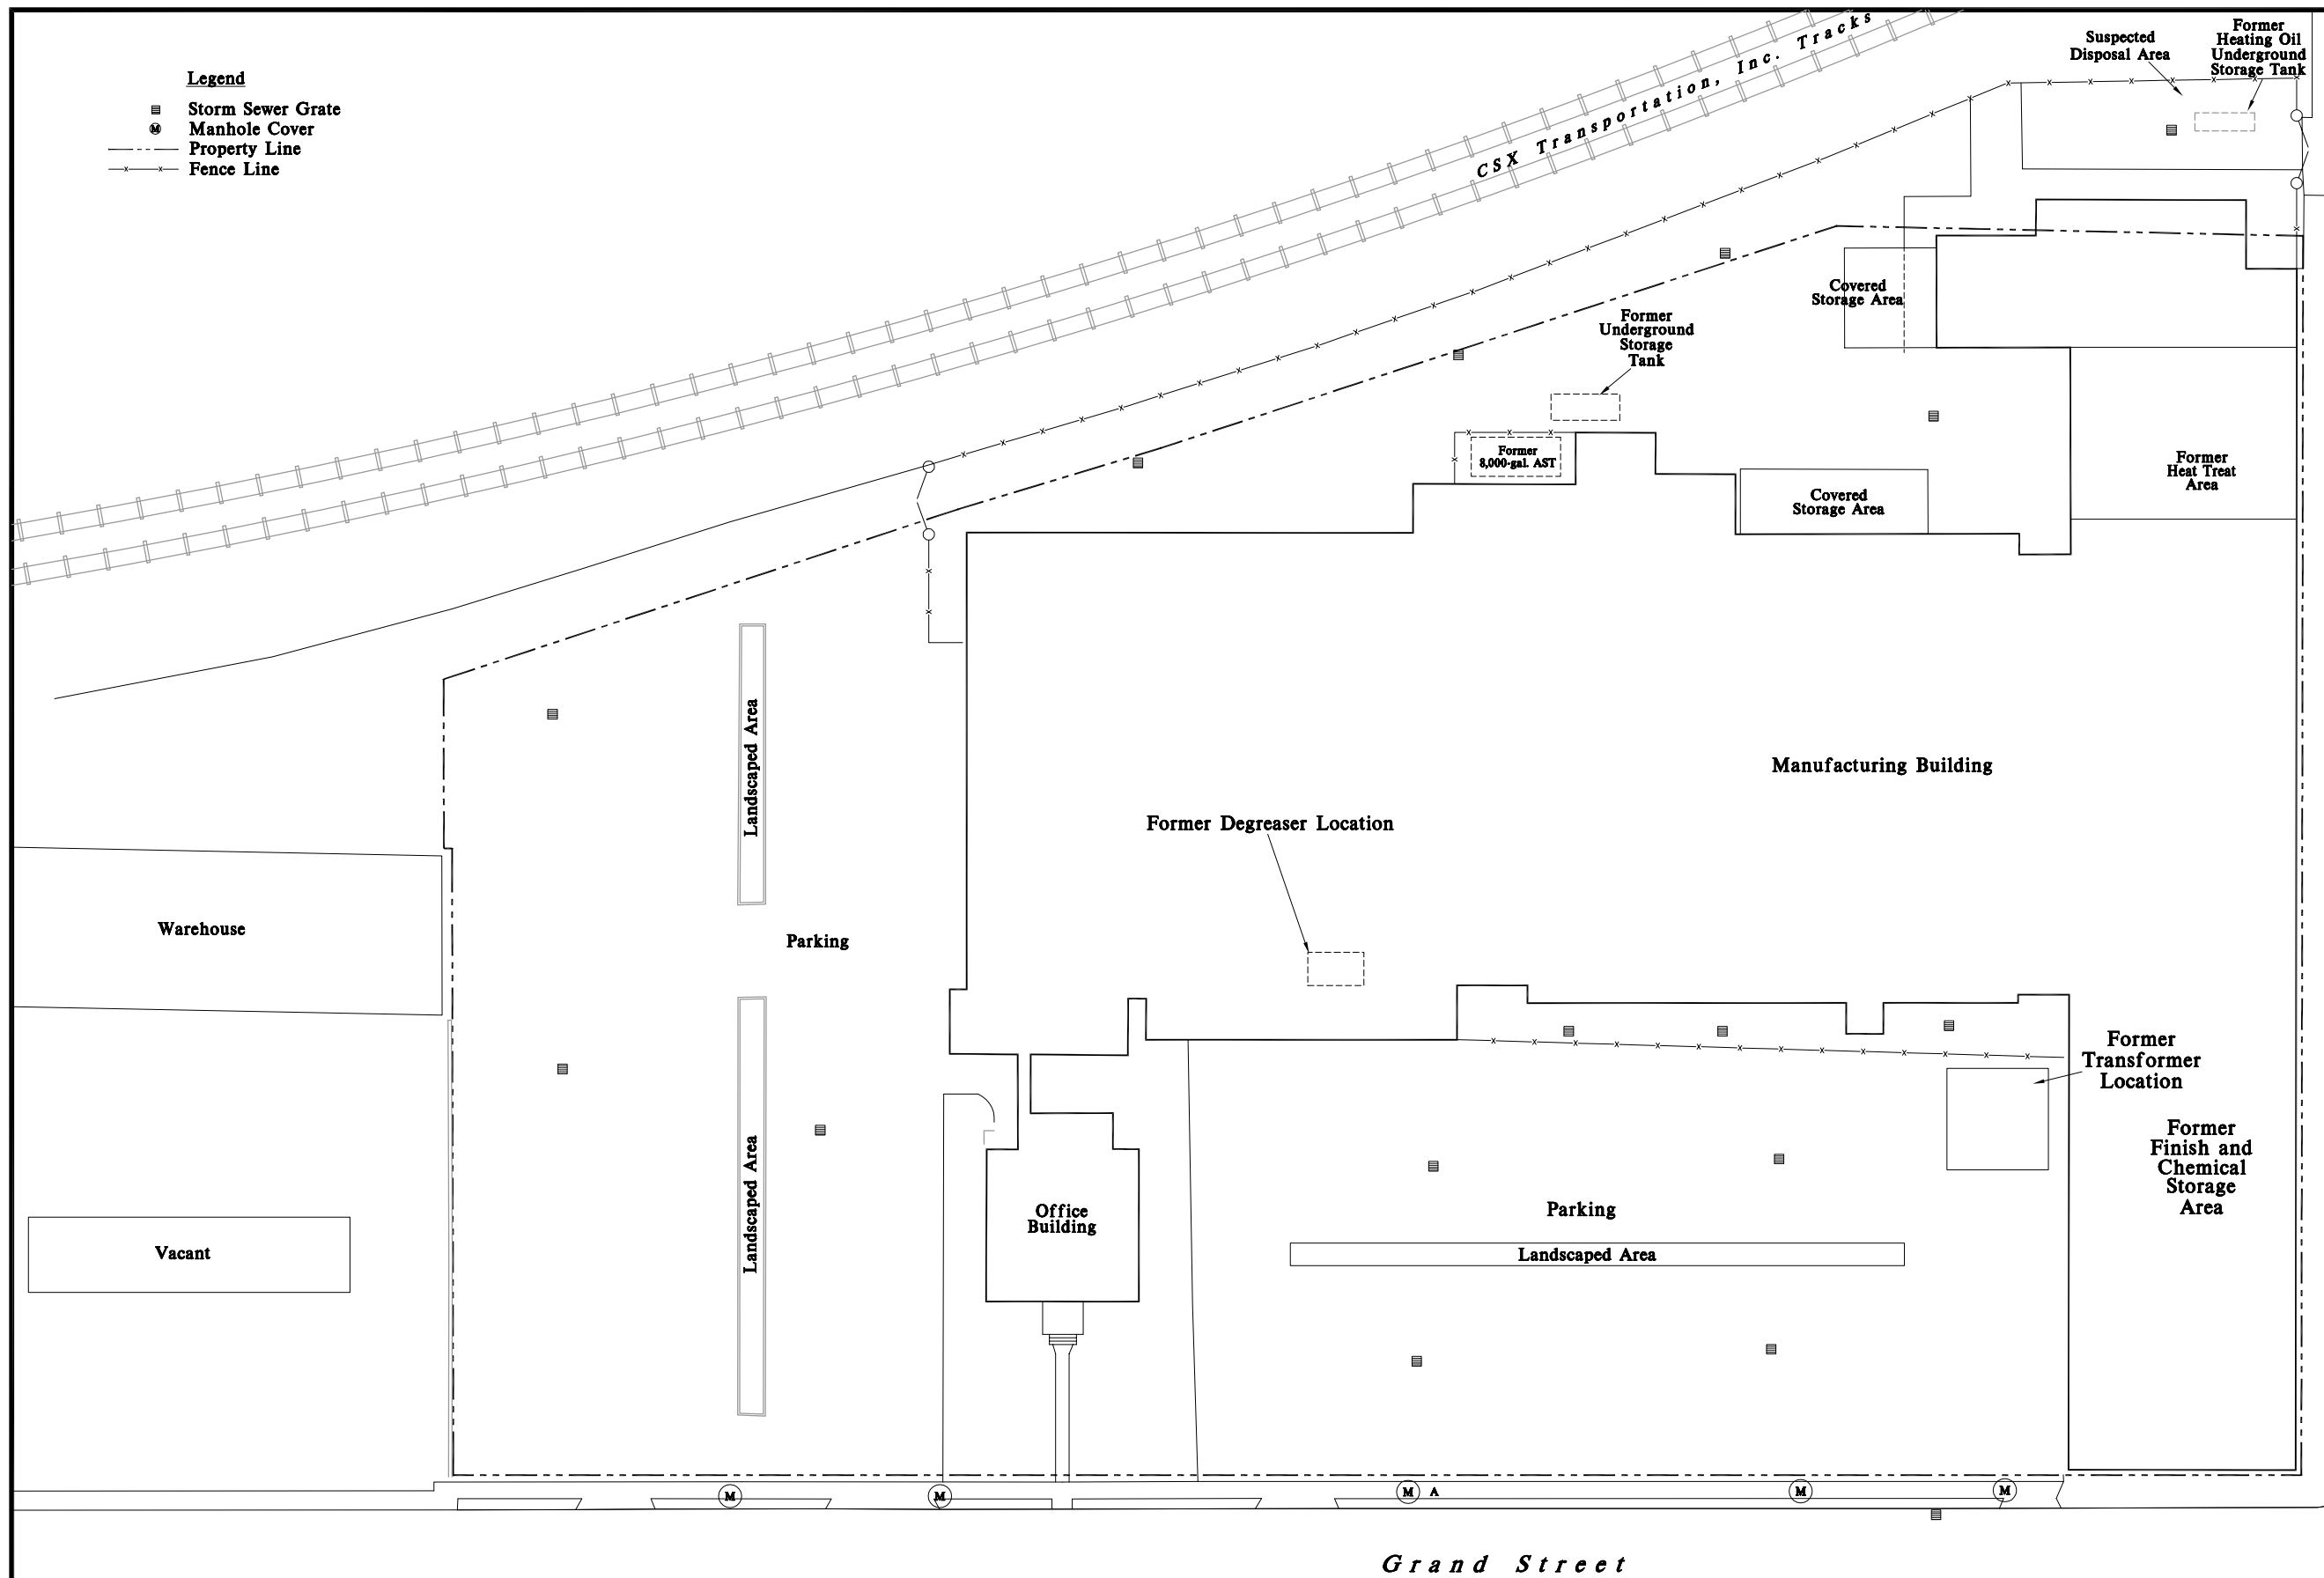 Legend
Storm Sewer Grate
M Manhole Cover
Property Line
Fence Line
CSX Transportation, Inc. Tracks
Suspected
Disposal Area
Former
Heating Oil
Underground
Storage Tank
Covered
Storage Area
Former
Underground
Storage
Tank
Former
8,000-gal. AST
Covered
Storage Area
Former
Heat Treat
Area
Manufacturing Building
Landscaped Area
Former Degreaser Location
Warehouse
Parking
Former
Transformer
Location
Former
Finish and
Chemical
Storage
Area
Landscaped Area
Office
Building
Parking
Landscaped Area
Vacant
M
M
M A
M
M
Grand Street